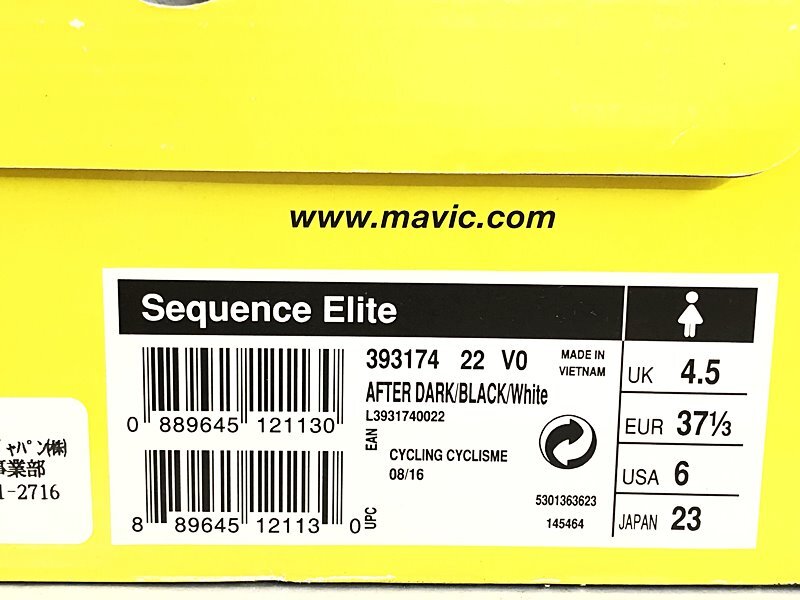 www.mavic.com
Sequence Elite
393174 22 V0
MADE IN
VIETNAM
AFTER DARK/BLACK/White
L3931740022
0 889645 121130
EAN
CYCLING CYCLISME
08/16
8 89645 12113 0
UPC
5301363623
145464
UK 4.5
EUR 37⅓
USA 6
JAPAN 23
ャパン㈱
事業部
1-2716